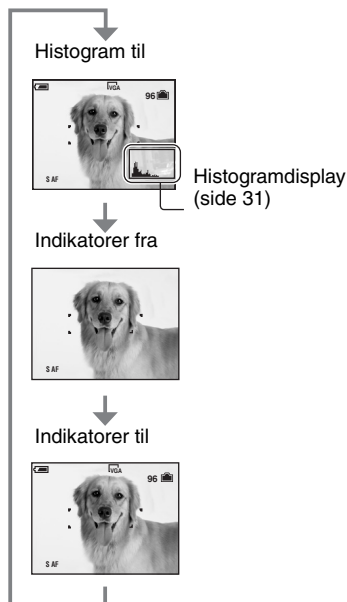 Histogram til
VGA
96
S AF
Histogramdisplay
(side 31)
Indikatorer fra
S AF
Indikatorer til
VGA
96
S AF